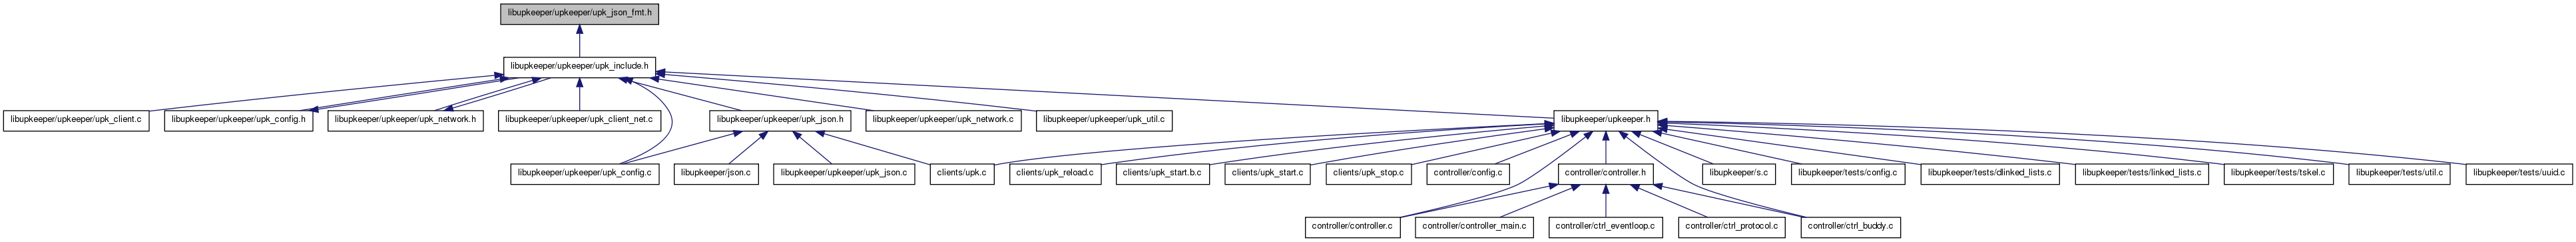 libupkeeper/upkeeper/upk_json_fmt.h
libupkeeper/upkeeper/upk_include.h
libupkeeper/upkeeper/upk_client.c
libupkeeper/upkeeper/upk_config.h
libupkeeper/upkeeper/upk_network.h
libupkeeper/upkeeper/upk_client_net.c
libupkeeper/upkeeper/upk_json.h
libupkeeper/upkeeper/upk_network.c
libupkeeper/upkeeper/upk_util.c
libupkeeper/upkeeper.h
libupkeeper/upkeeper/upk_config.c
libupkeeper/json.c
libupkeeper/upkeeper/upk_json.c
clients/upk.c
clients/upk_reload.c
clients/upk_start.b.c
clients/upk_start.c
clients/upk_stop.c
controller/config.c
controller/controller.h
libupkeeper/s.c
libupkeeper/tests/config.c
libupkeeper/tests/dlinked_lists.c
libupkeeper/tests/linked_lists.c
libupkeeper/tests/tskel.c
libupkeeper/tests/util.c
libupkeeper/tests/uuid.c
controller/controller.c
controller/controller_main.c
controller/ctrl_eventloop.c
controller/ctrl_protocol.c
controller/ctrl_buddy.c